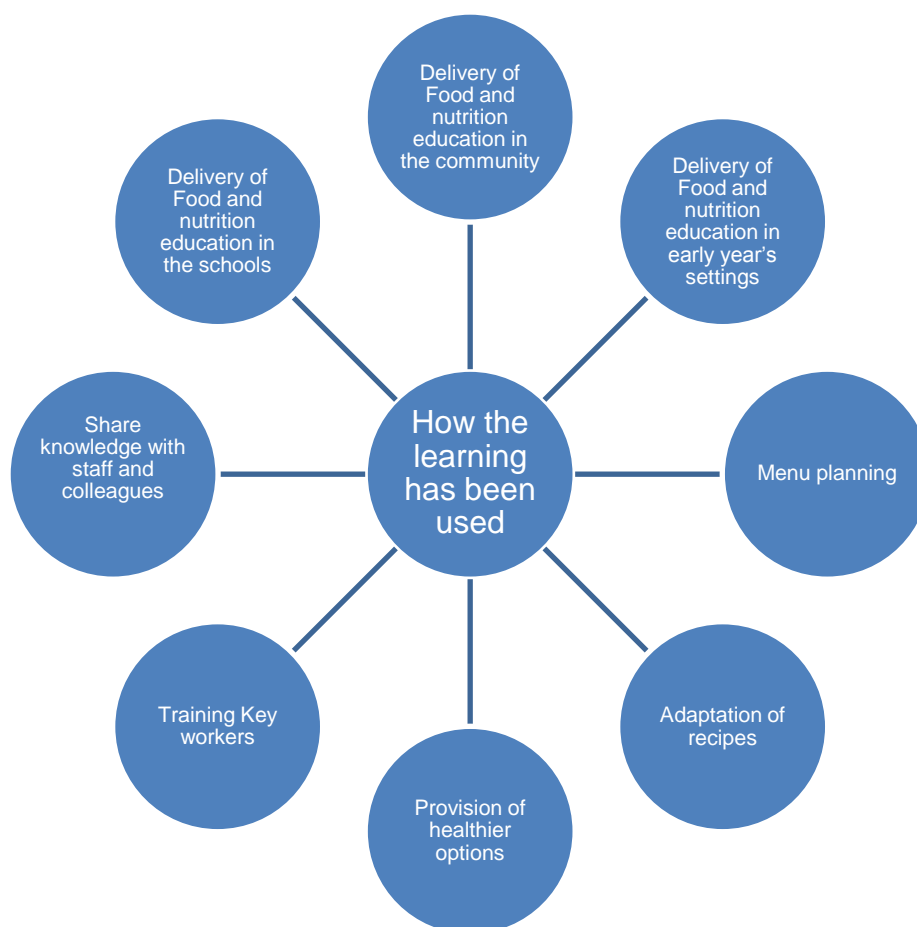 Delivery of
Food and
nutrition
education in
the community
Delivery of
Food and
nutrition
education in
early year's
settings
Menu planning
Adaptation of
recipes
Provision of
healthier
options
Training Key
workers
Share
knowledge with
staff and
colleagues
Delivery of
Food and
nutrition
education in
the schools
How the
learning
has been
used